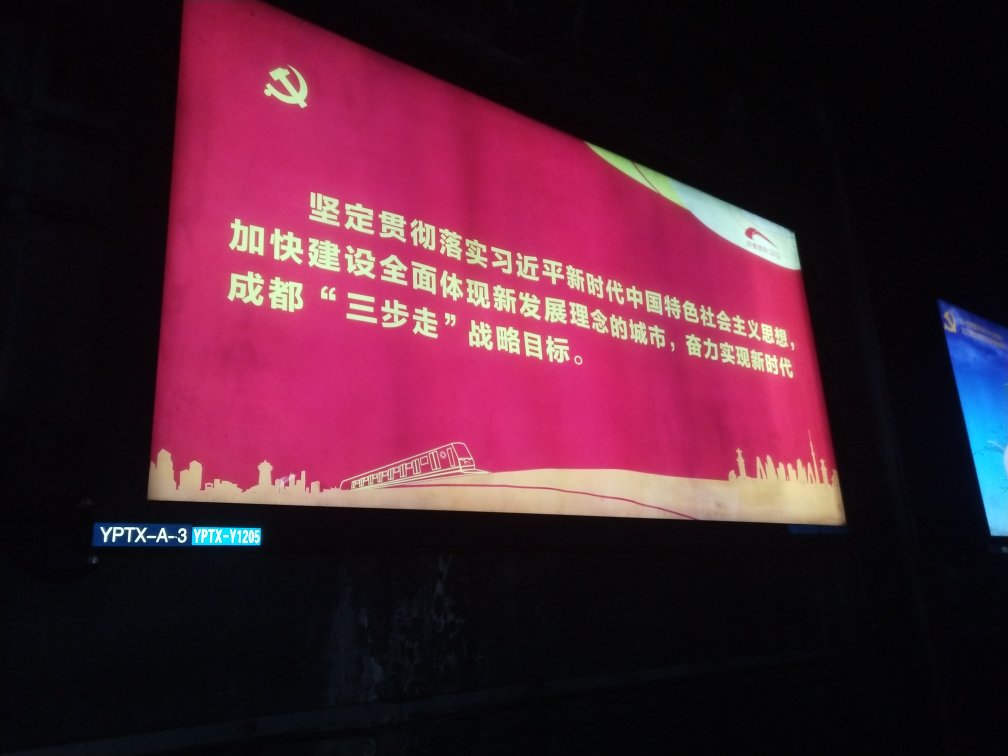 坚定贯彻落实习近平新时代中国特色社会主义思想，
加快建设全面体现新发展理念的城市，奋力实现新时代
成都“三步走”战略目标。
YPTX-A-3 YPTX-Y1205